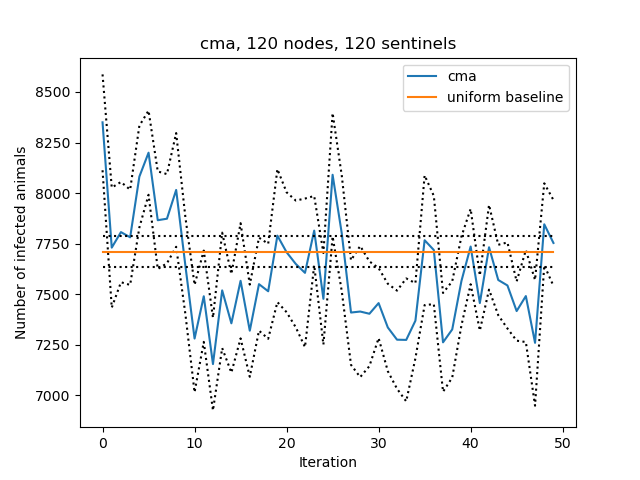 cma, 120 nodes, 120 sentinels
cma
uniform baseline
Number of infected animals
8500
8250
8000
7750
7500
7250
7000
0
10
20
30
40
50
Iteration